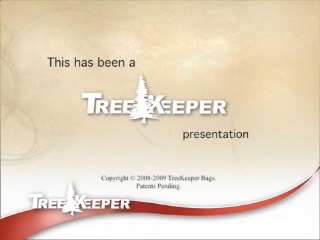 This has been a
TREEKEEPER
presentation
Copyright © 2008-2009 TreeKeeper Bags.
Patents Pending.
TREEKEEPER